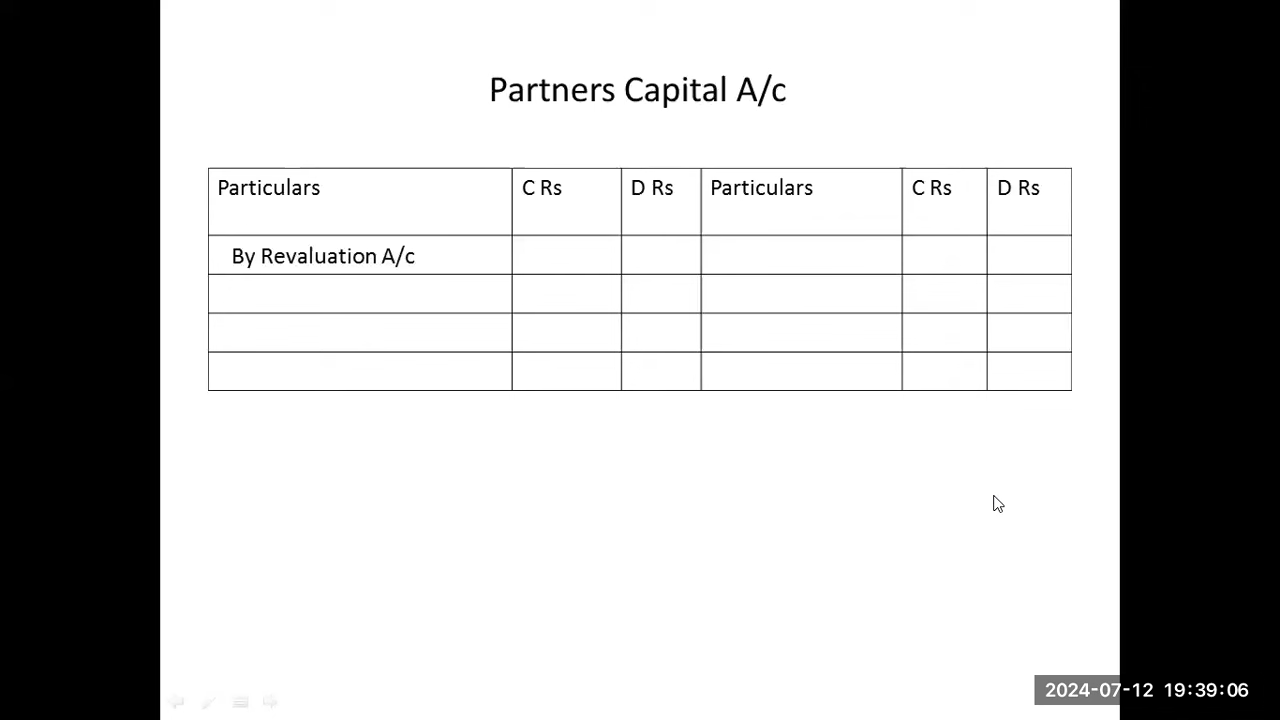 Partners Capital A/c
Particulars C Rs D Rs Particulars C Rs D Rs
By Revaluation A/c
2024-07-12 19:39:06